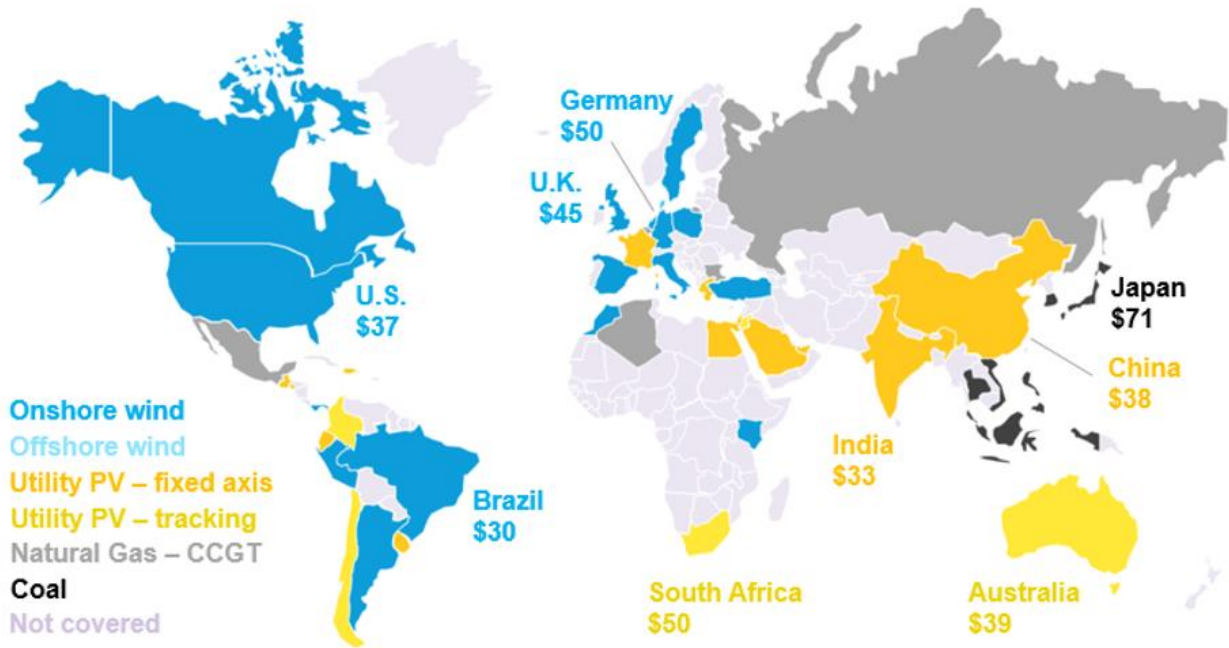 Germany
$50
U.K.
$45
U.S.
$37
Japan
$71
China
$38
India
$33
Brazil
$30
South Africa
$50
Australia
$39
Onshore wind
Offshore wind
Utility PV – fixed axis
Utility PV – tracking
Natural Gas – CCGT
Coal
Not covered